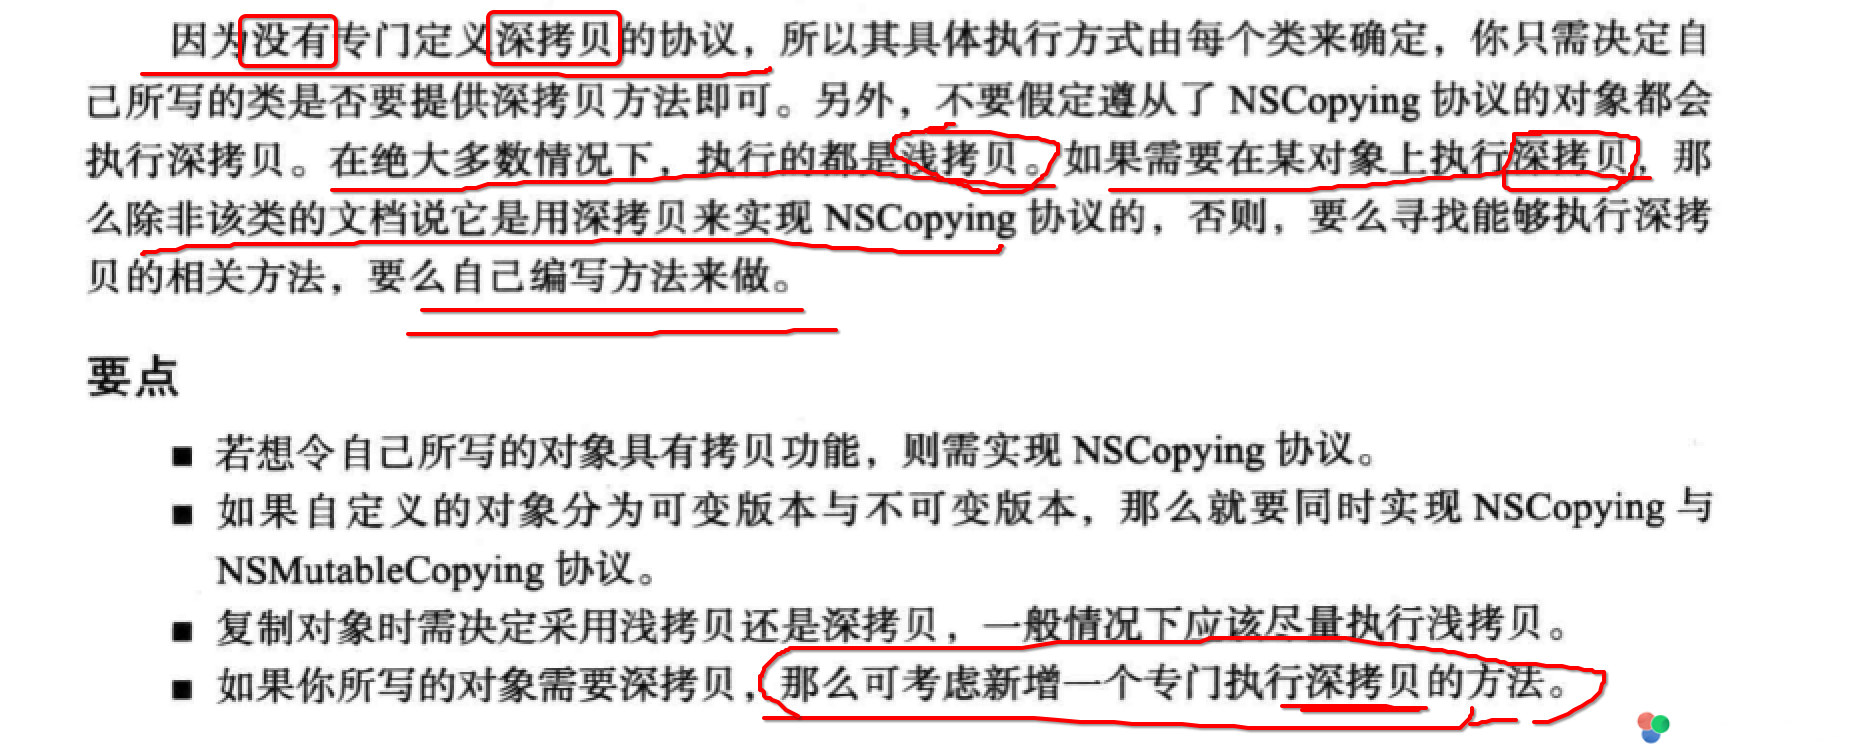 因为没有专门定义深拷贝的协议，所以其具体执行方式由每个类来确定，你只需决定自
己所写的类是否要提供深拷贝方法即可。另外，不要假定遵从了 NSCopying 协议的对象都会
执行深拷贝。在绝大多数情况下，执行的都是浅拷贝。如果需要在某对象上执行深拷贝，那
么除非该类的文档说它是用深拷贝来实现 NSCopying 协议的，否则，要么寻找能够执行深拷
贝的相关方法，要么自己编写方法来做。
要点
■ 若想令自己所写的对象具有拷贝功能，则需实现 NSCopying 协议。
■ 如果自定义的对象分为可变版本与不可变版本，那么就要同时实现 NSCopying 与
NSMutableCopying 协议。
■ 复制对象时需决定采用浅拷贝还是深拷贝，一般情况下应该尽量执行浅拷贝。
■ 如果你所写的对象需要深拷贝，那么可考虑新增一个专门执行深拷贝的方法。